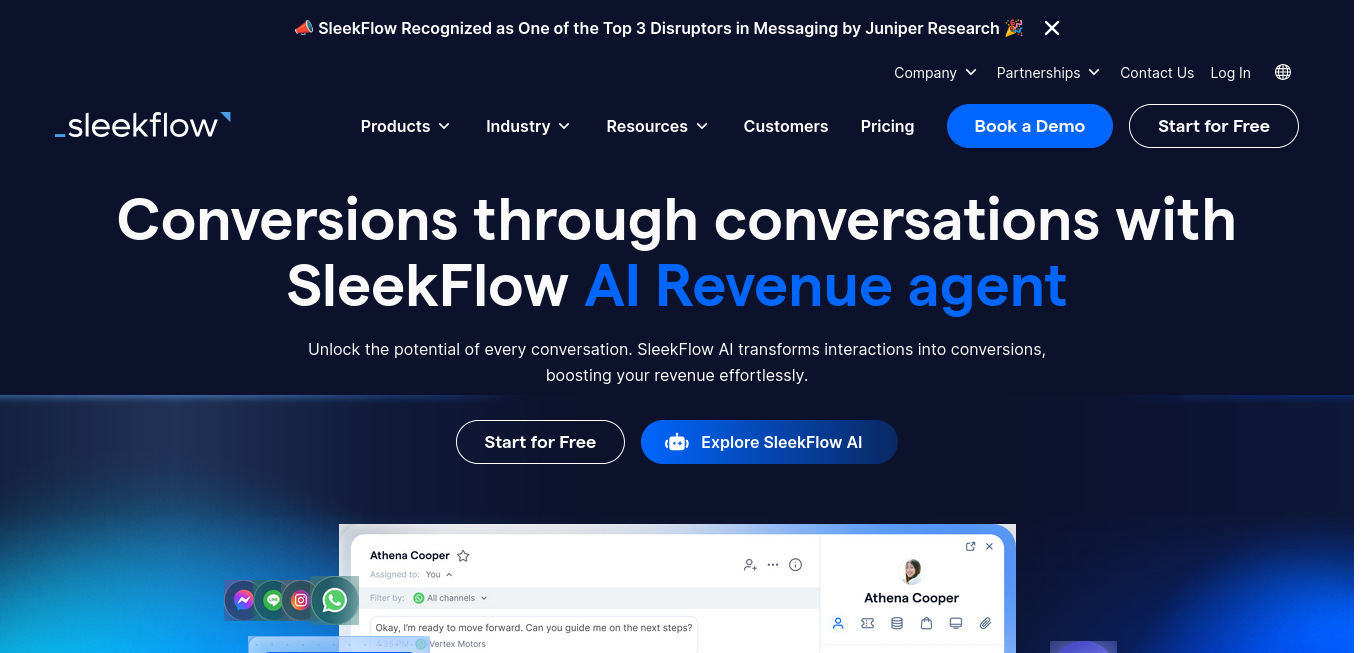 📣 SleekFlow Recognized as One of the Top 3 Disruptors in Messaging by Juniper Research 🎉
Company Partnerships Contact Us Log In
sleekflow Products Industry Resources Customers Pricing Book a Demo Start for Free
Conversions through conversations with
SleekFlow AI Revenue agent
Unlock the potential of every conversation. SleekFlow AI transforms interactions into conversions,
boosting your revenue effortlessly.
Start for Free Explore SleekFlow AI
Athena Cooper
Assigned to: You
Filter by: All channels
Okay, I'm ready to move forward. Can you guide me on the next steps?
4:35 PM Vertex Motors
Athena Cooper